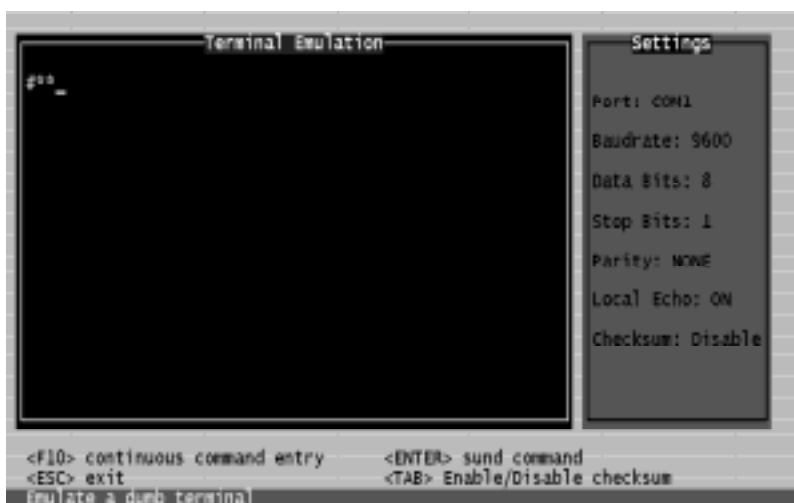 Terminal Emulation
#**_
Settings
Port: COM1
Baudrate: 9600
Data Bits: 8
Stop Bits: 1
Parity: NONE
Local Echo: ON
Checksum: Disable
<F10> continuous command entry <ENTER> sund command
<ESC> exit <TAB> Enable/Disable checksum
Emulate a dumb terminal